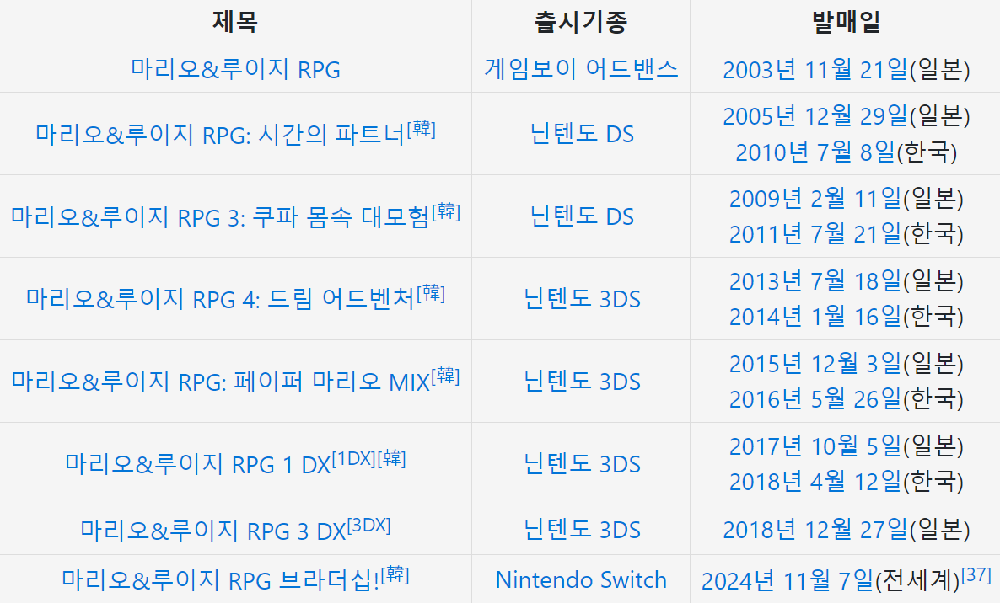 제목 출시기종 발매일
마리오&루이지 RPG 게임보이 어드밴스 2003년 11월 21일(일본)
마리오&루이지 RPG: 시간의 파트너[韓] 닌텐도 DS 2005년 12월 29일(일본)
2010년 7월 8일(한국)
마리오&루이지 RPG 3: 쿠파 몸속 대모험[韓] 닌텐도 DS 2009년 2월 11일(일본)
2011년 7월 21일(한국)
마리오&루이지 RPG 4: 드림 어드벤처[韓] 닌텐도 3DS 2013년 7월 18일(일본)
2014년 1월 16일(한국)
마리오&루이지 RPG: 페이퍼 마리오 MIX[韓] 닌텐도 3DS 2015년 12월 3일(일본)
2016년 5월 26일(한국)
마리오&루이지 RPG 1 DX[1DX][韓] 닌텐도 3DS 2017년 10월 5일(일본)
2018년 4월 12일(한국)
마리오&루이지 RPG 3 DX[3DX] 닌텐도 3DS 2018년 12월 27일(일본)
마리오&루이지 RPG 브라더십![韓] Nintendo Switch 2024년 11월 7일(전세계)[37]